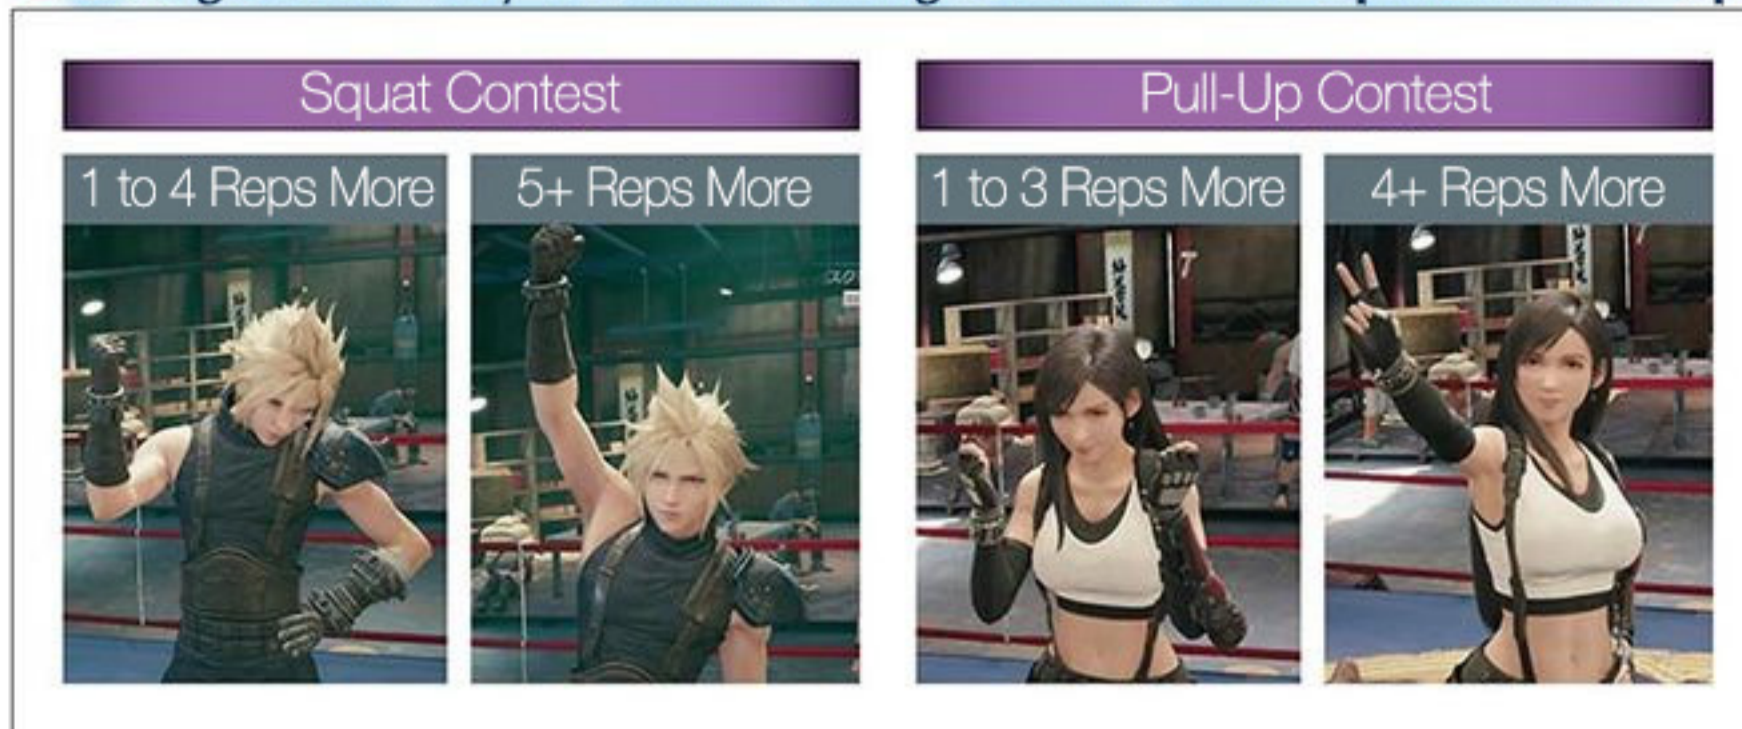 Squat Contest
Pull-Up Contest
1 to 4 Reps More
5+ Reps More
1 to 3 Reps More
4+ Reps More